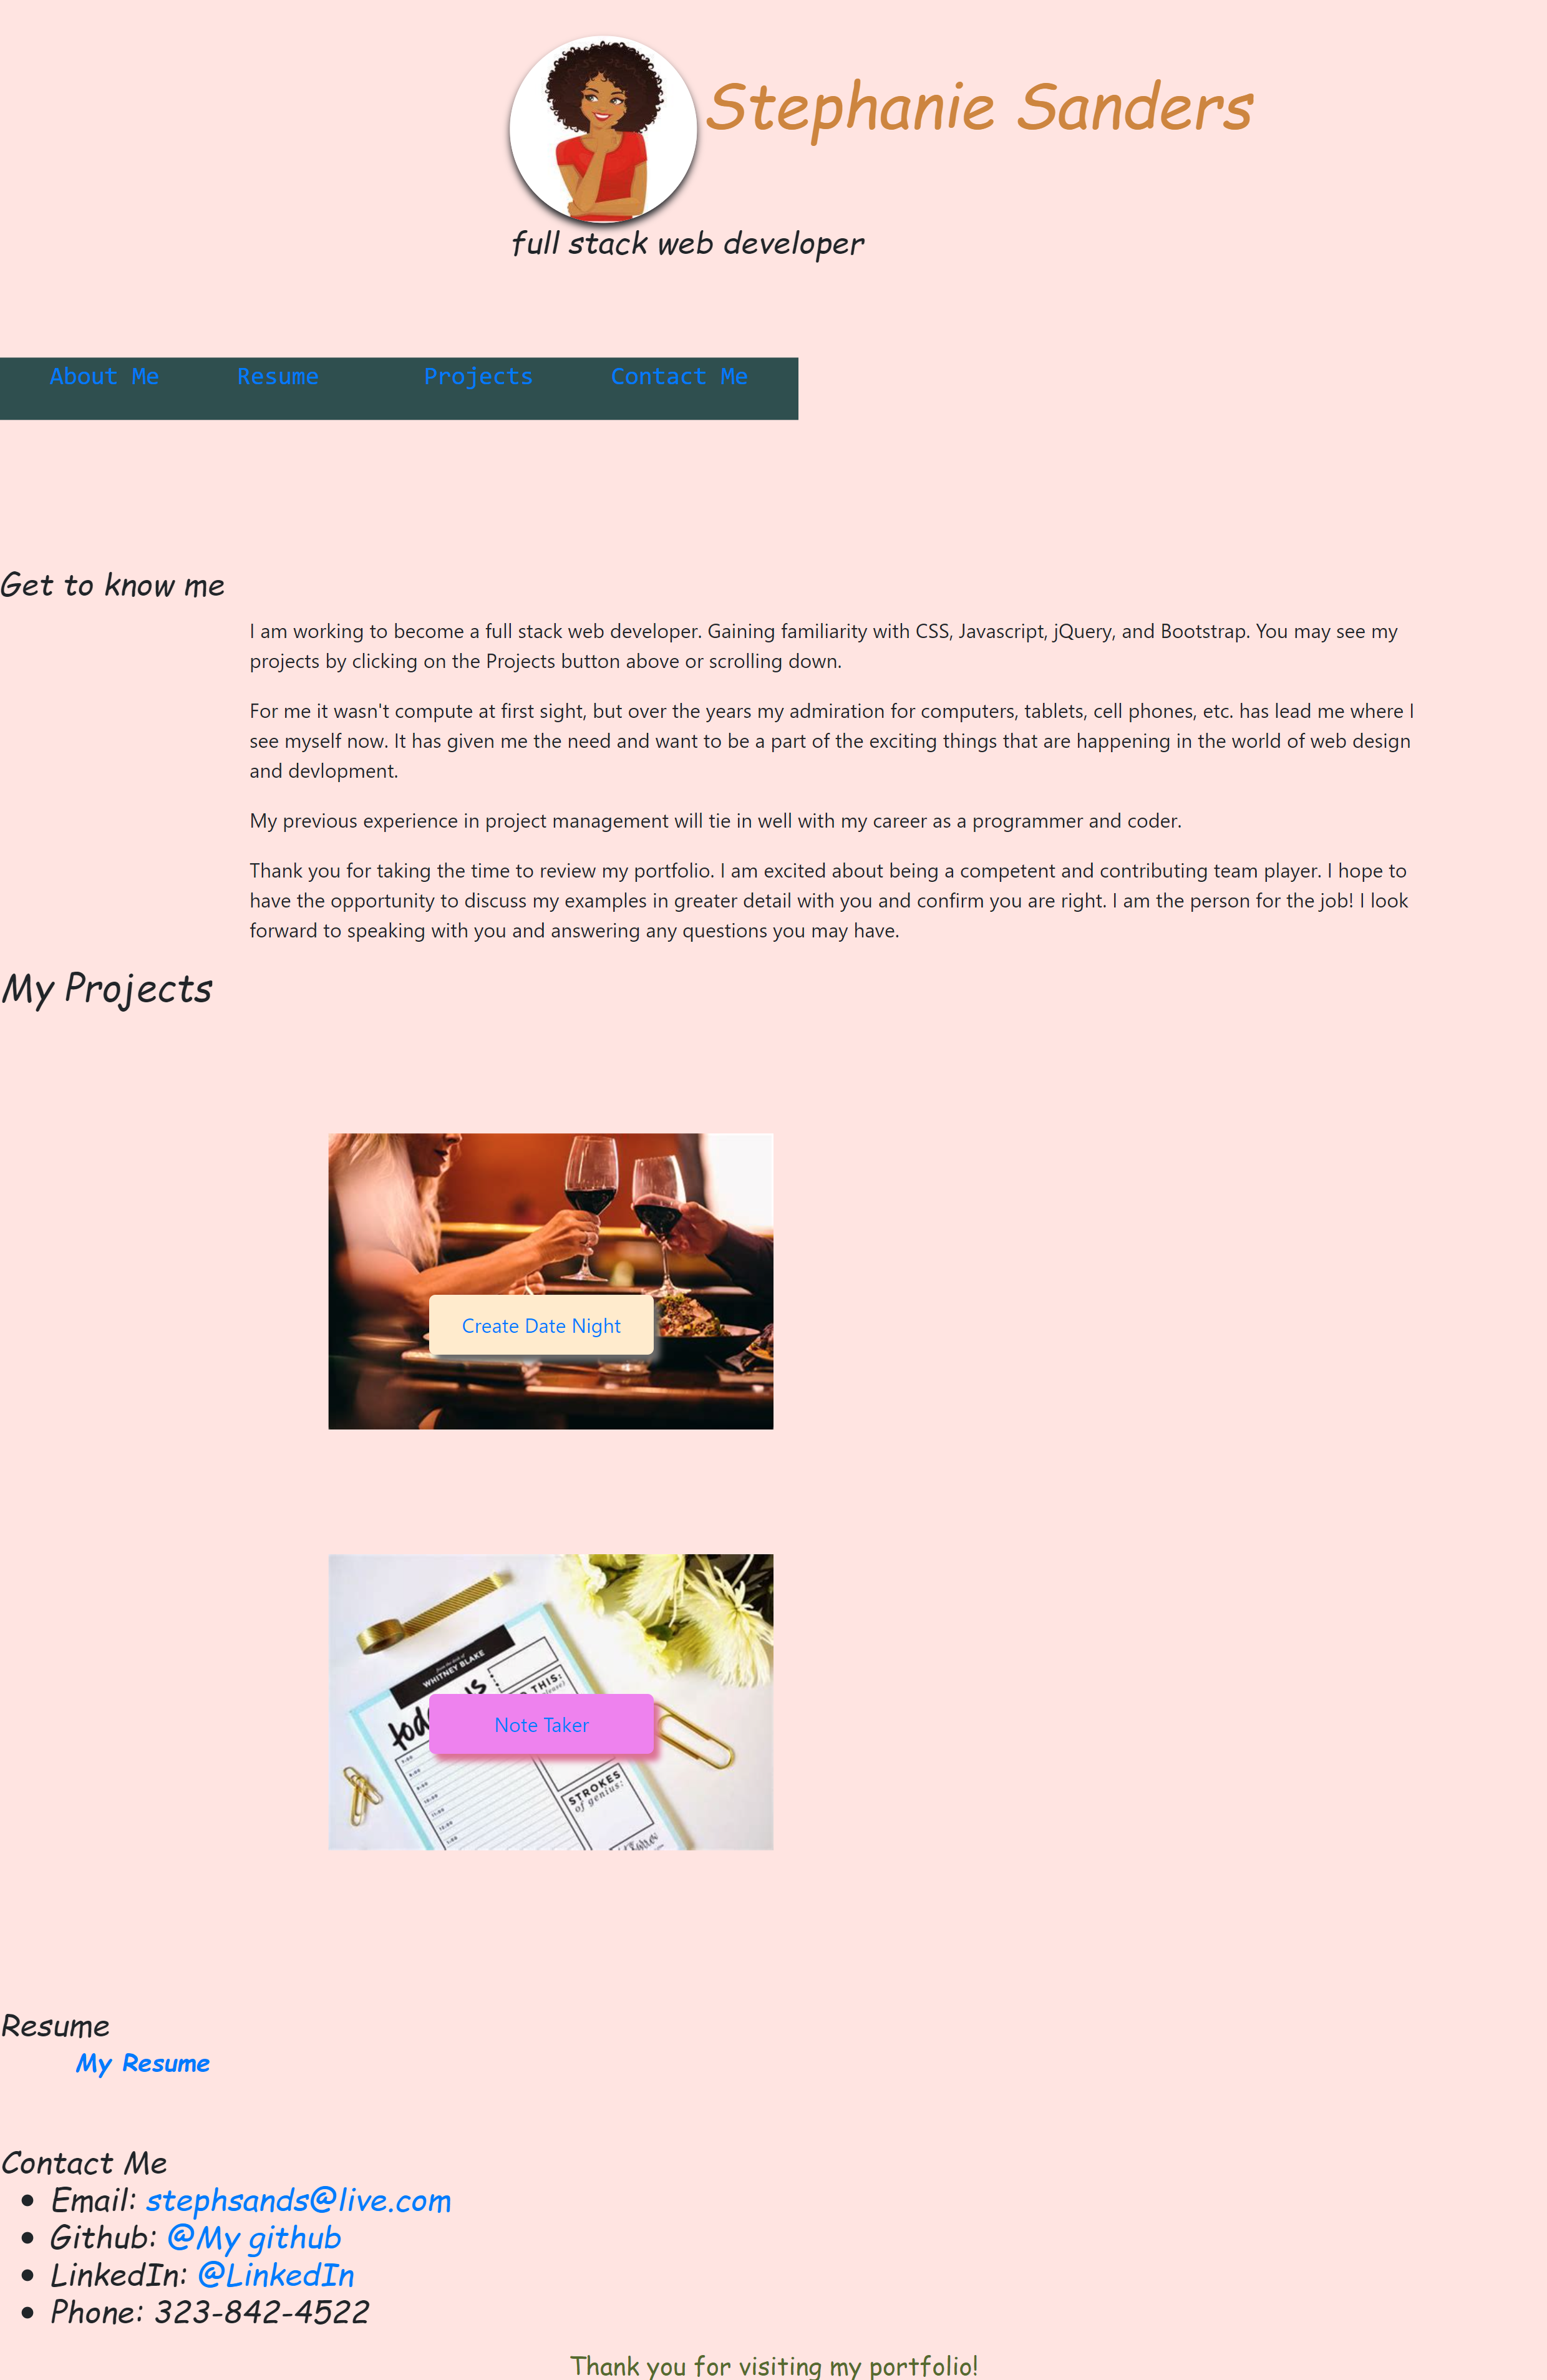 Stephanie Sanders
full stack web developer
About Me
Resume
Projects
Contact Me
Get to know me
I am working to become a full stack web developer. Gaining familiarity with CSS, Javascript, jQuery, and Bootstrap. You may see my
projects by clicking on the Projects button above or scrolling down.
For me it wasn't compute at first sight, but over the years my admiration for computers, tablets, cell phones, etc. has lead me where I
see myself now. It has given me the need and want to be a part of the exciting things that are happening in the world of web design
and devlopment.
My previous experience in project management will tie in well with my career as a programmer and coder.
Thank you for taking the time to review my portfolio. I am excited about being a competent and contributing team player. I hope to
have the opportunity to discuss my examples in greater detail with you and confirm you are right. I am the person for the job! I look
forward to speaking with you and answering any questions you may have.
My Projects
Create Date Night
WHITNEY BLAKE
THIS:
Note Taker
STROKES
of genius:
Resume
My Resume
Contact Me
Email: stephsands@live.com
Github: @My github
LinkedIn: @LinkedIn
Phone: 323-842-4522
Thank you for visiting my portfolio!